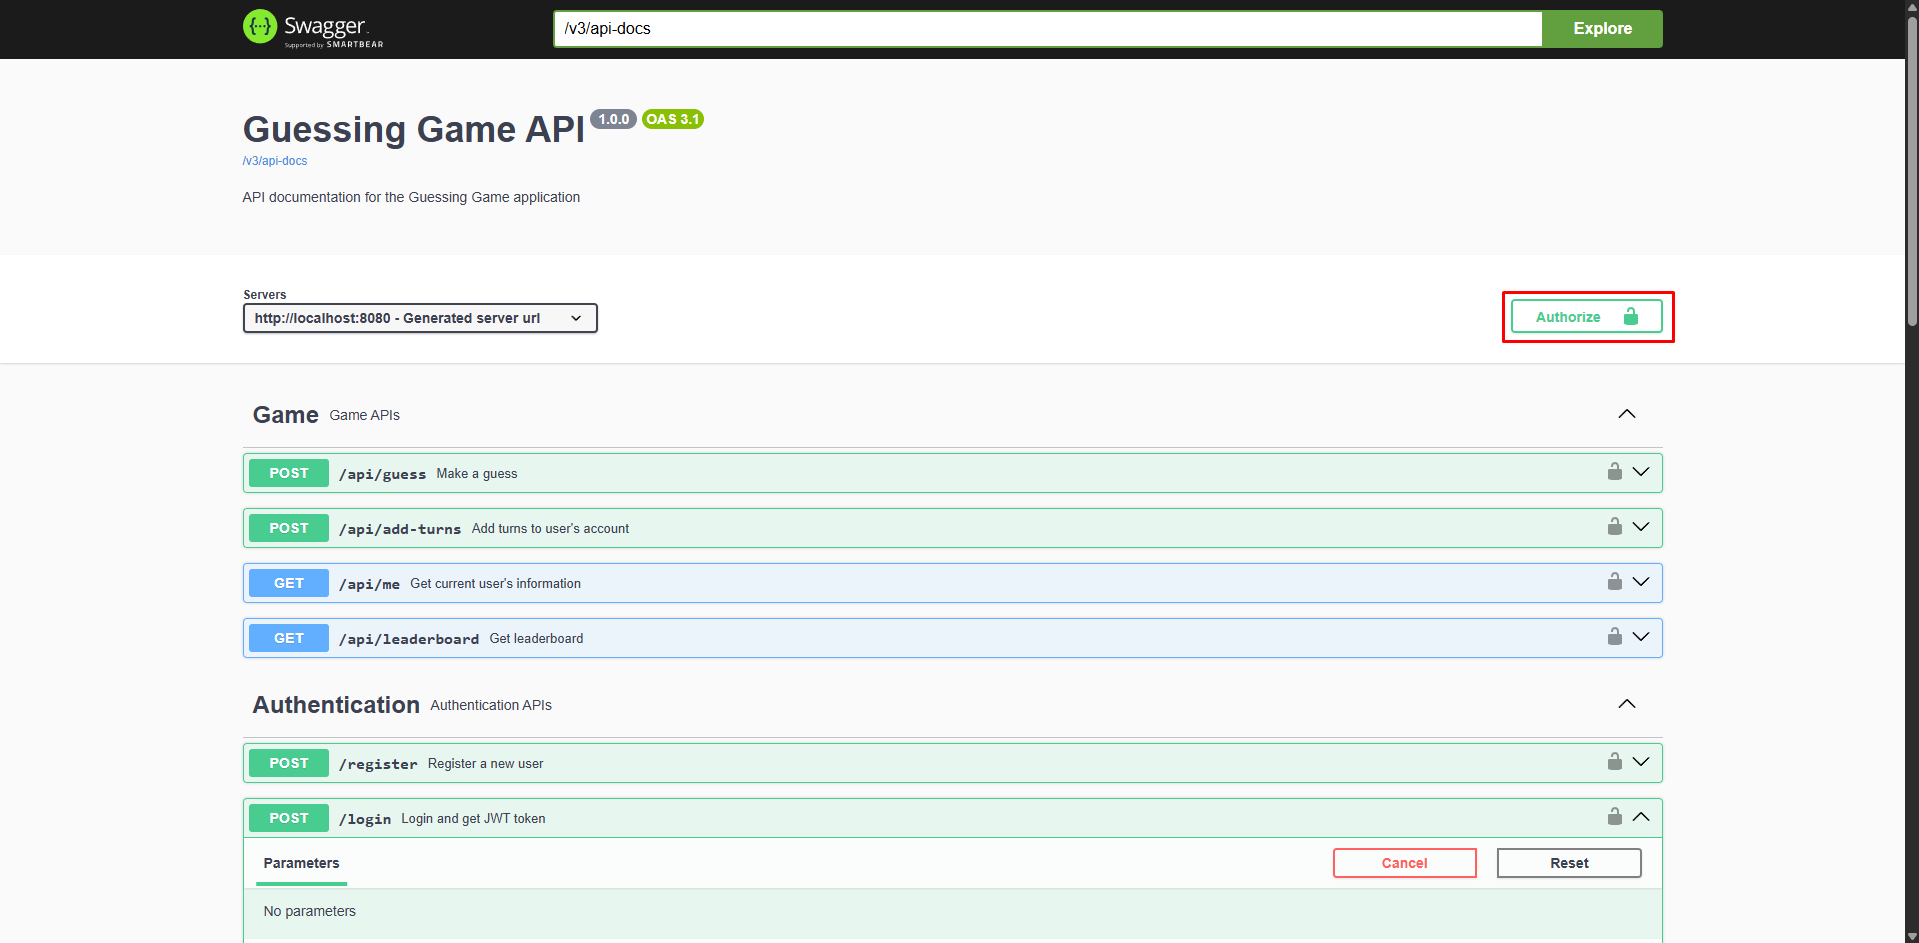 {···} Swagger.
Supported by SMARTBEAR
/v3/api-docs
Explore
Guessing Game API 1.0.0 OAS 3.1
/v3/api-docs
API documentation for the Guessing Game application
Servers
http://localhost:8080 - Generated server url
Authorize
Game Game APIs
POST /api/guess Make a guess
POST /api/add-turns Add turns to user's account
GET /api/me Get current user's information
GET /api/leaderboard Get leaderboard
Authentication Authentication APIs
POST /register Register a new user
POST /login Login and get JWT token
Parameters
Cancel
Reset
No parameters